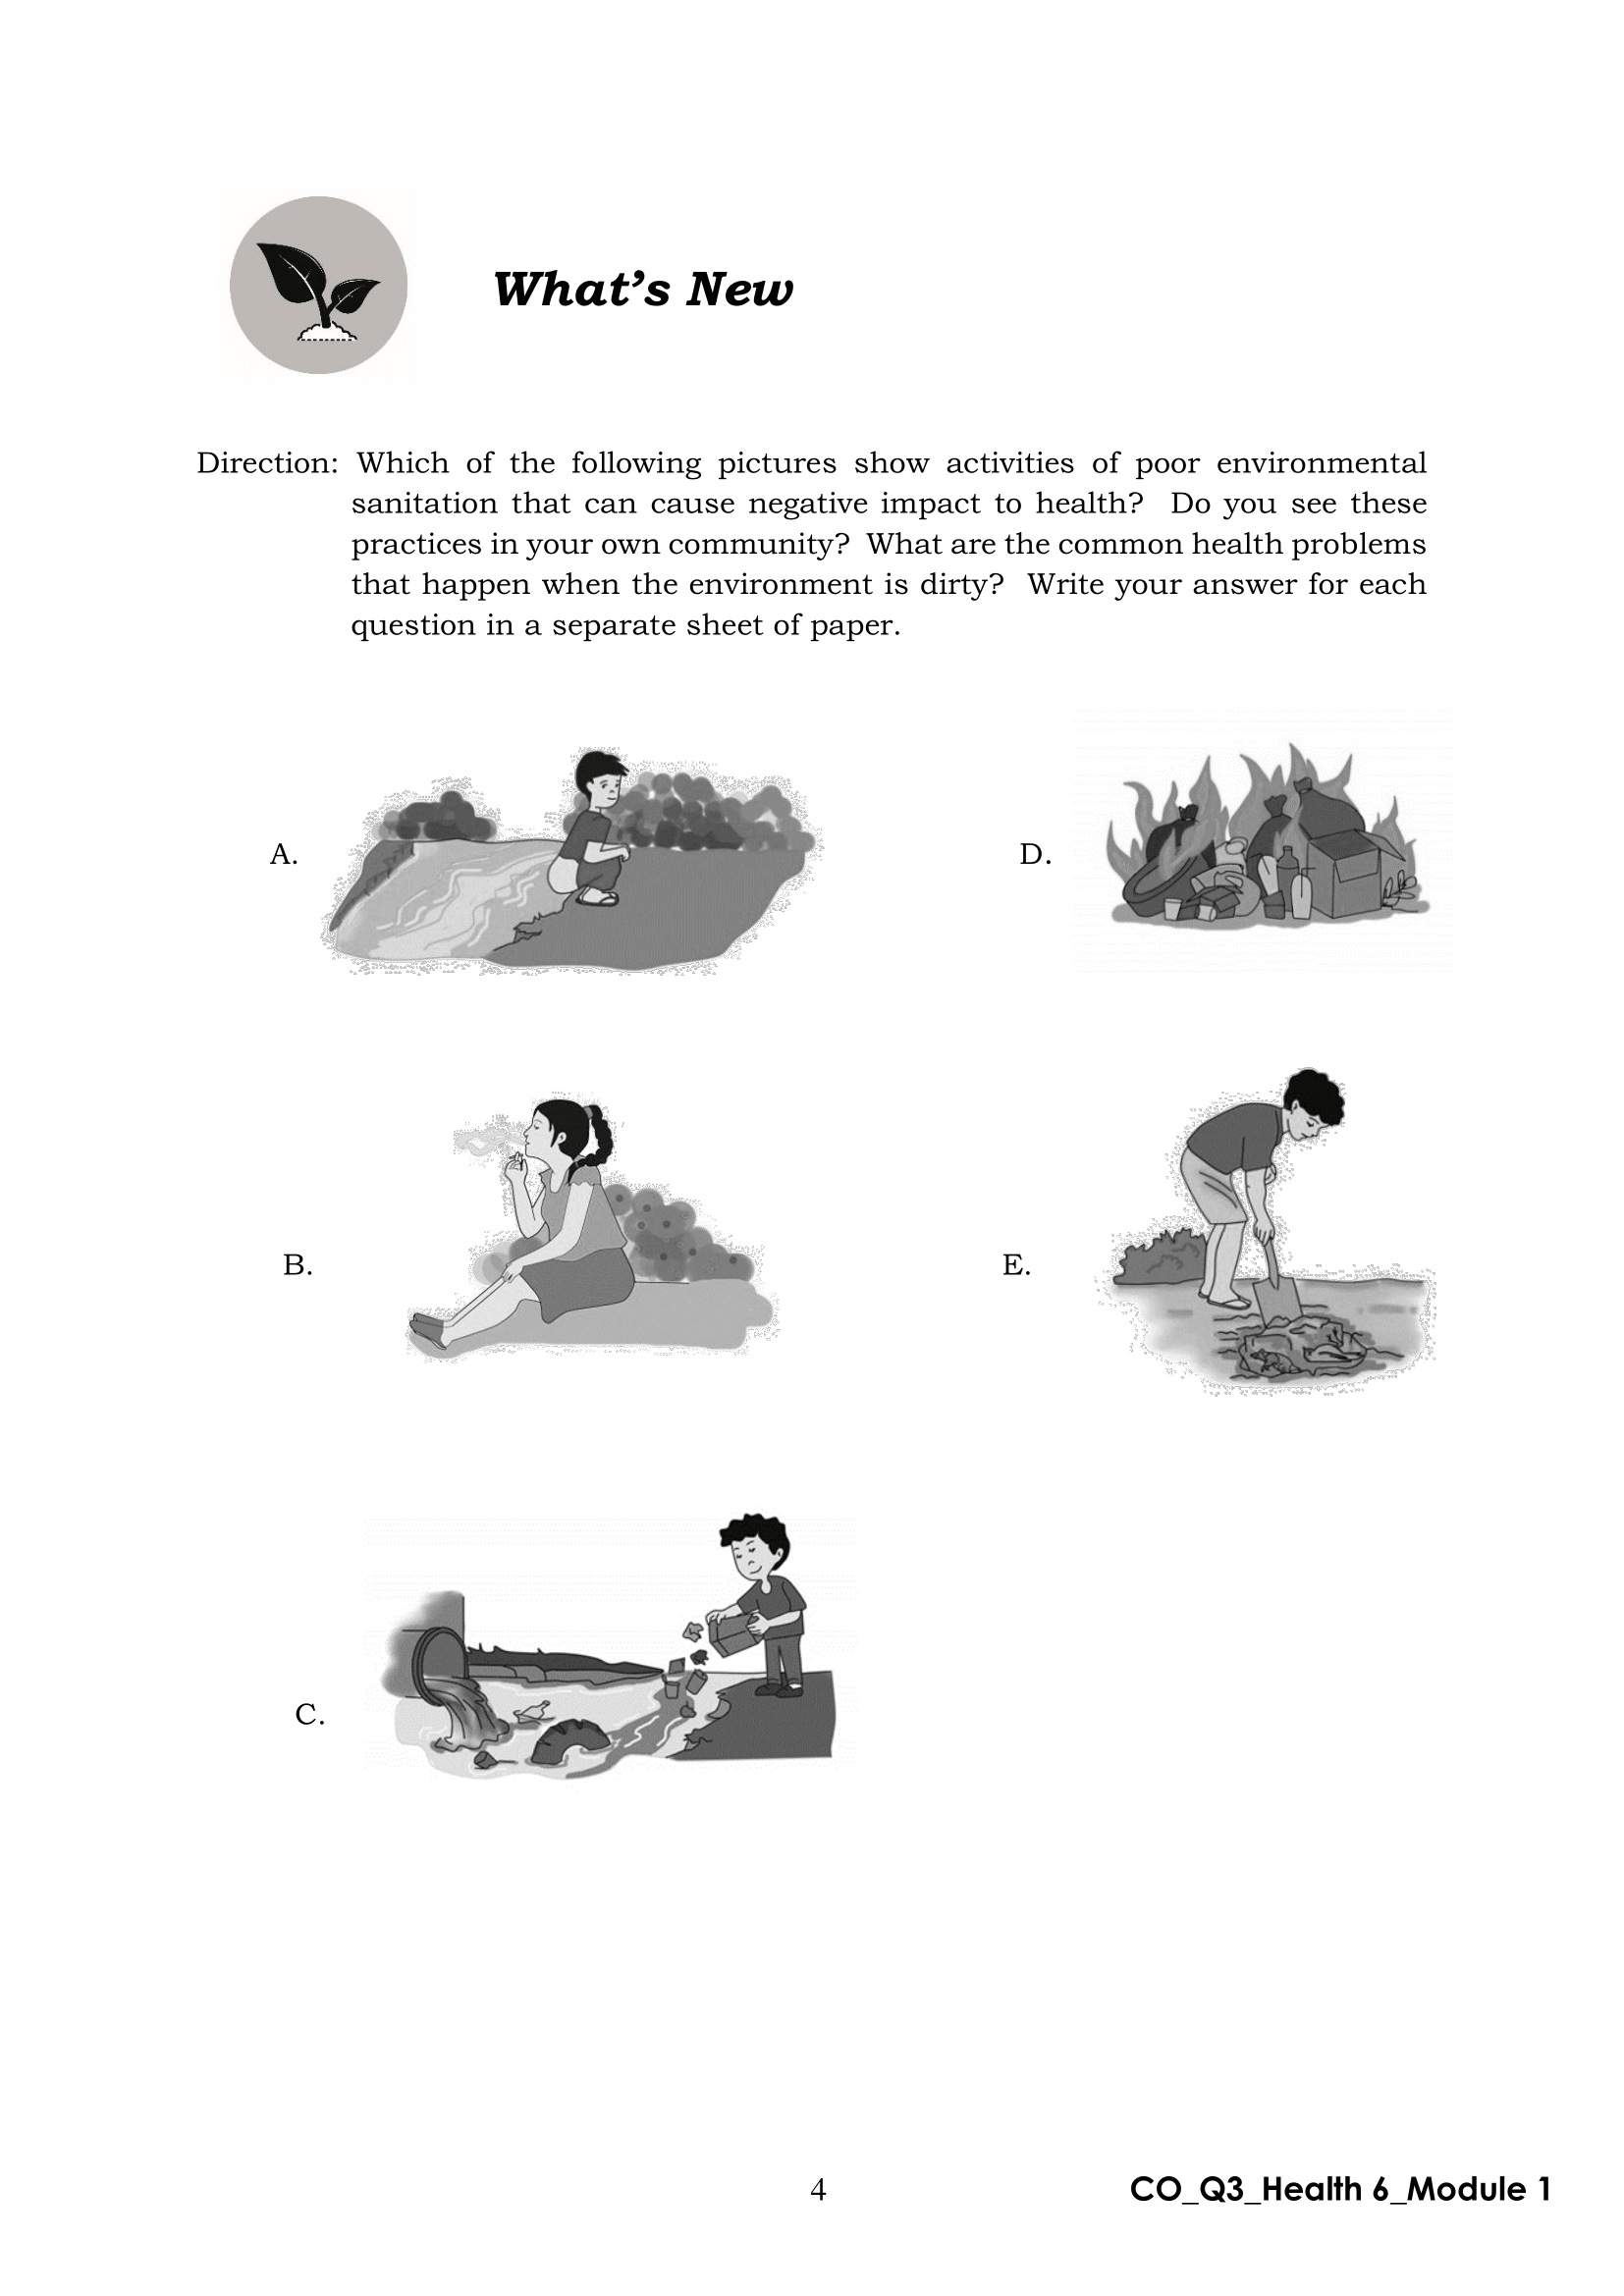 What's New
Direction: Which of the following pictures show activities of poor environmental
sanitation that can cause negative impact to health? Do you see these
practices in your own community? What are the common health problems
that happen when the environment is dirty? Write your answer for each
question in a separate sheet of paper.
A.
D.
B.
E.
C.
4
CO_Q3_Health 6_Module 1